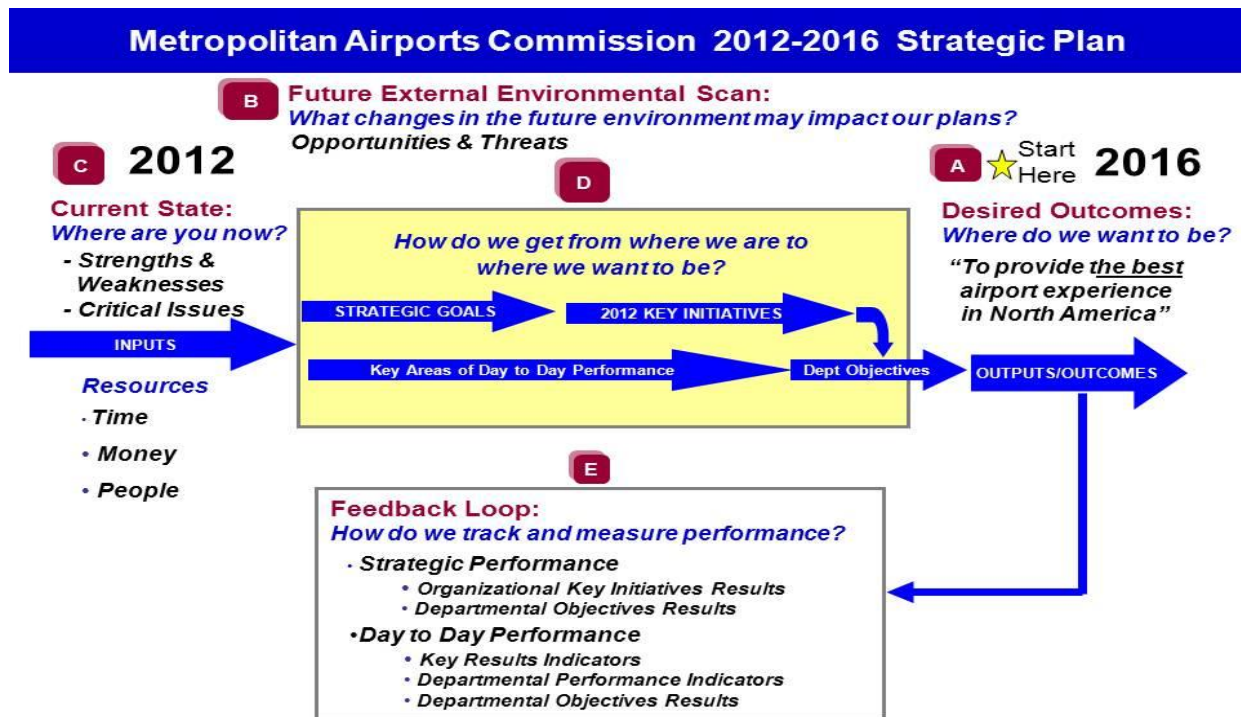 Metropolitan Airports Commission 2012-2016 Strategic Plan
B
Future External Environmental Scan:
What changes in the future environment may impact our plans?
Opportunities & Threats
C
2012
Current State:
Where are you now?
- Strengths &
Weaknesses
- Critical Issues
INPUTS
Resources
· Time
• Money
• People
D
How do we get from where we are to
where we want to be?
STRATEGIC GOALS
2012 KEY INITIATIVES
Key Areas of Day to Day Performance
Dept Objectives
A
Start
Here
2016
Desired Outcomes:
Where do we want to be?
“To provide the best
airport experience
in North America”
OUTPUTS/OUTCOMES
E
Feedback Loop:
How do we track and measure performance?
· Strategic Performance
• Organizational Key Initiatives Results
• Departmental Objectives Results
•Day to Day Performance
• Key Results Indicators
• Departmental Performance Indicators
• Departmental Objectives Results